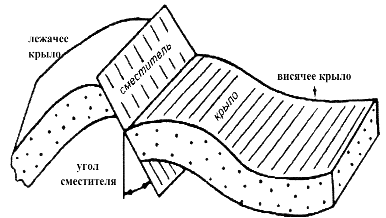 лежачее
крыло
сместитель
крыло
висячее крыло
угол
сместителя